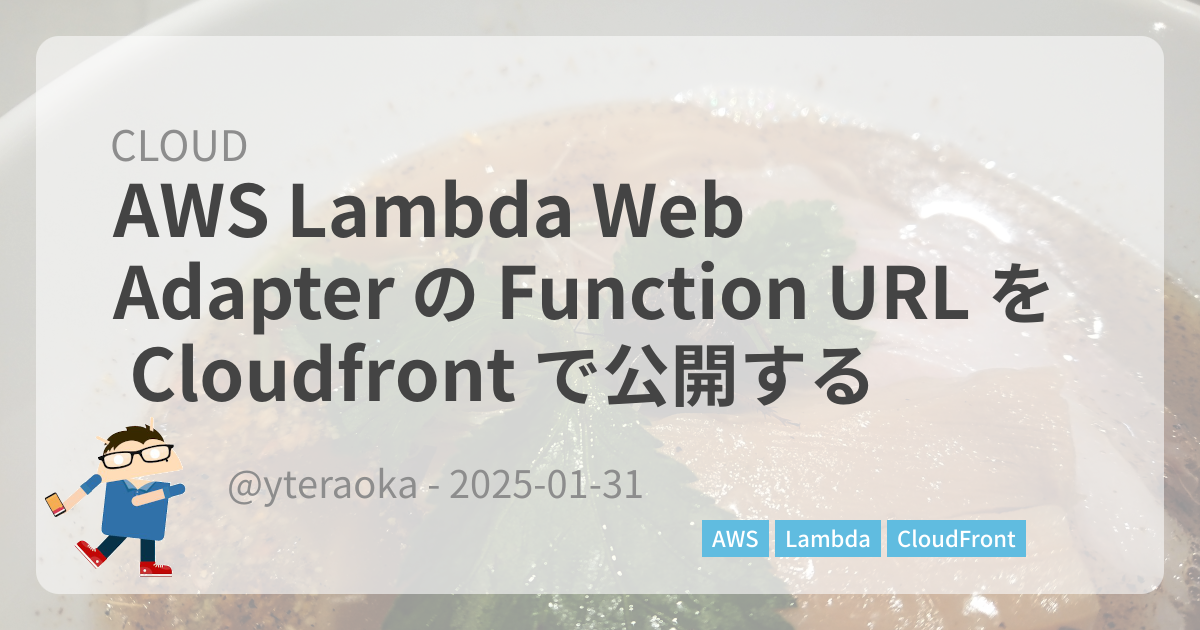 CLOUD
AWS Lambda Web
Adapter の Function URL を
Cloudfront で公開する
@yteraoka - 2025-01-31
AWS Lambda CloudFront